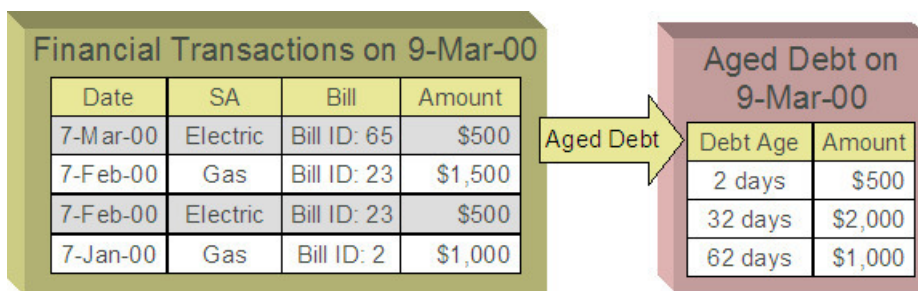 Financial Transactions on 9-Mar-00
Date SA Bill Amount
7-Mar-00 Electric Bill ID: 65 $500
7-Feb-00 Gas Bill ID: 23 $1,500
7-Feb-00 Electric Bill ID: 23 $500
7-Jan-00 Gas Bill ID: 2 $1,000
Aged Debt
Aged Debt on
9-Mar-00
Debt Age Amount
2 days $500
32 days $2,000
62 days $1,000